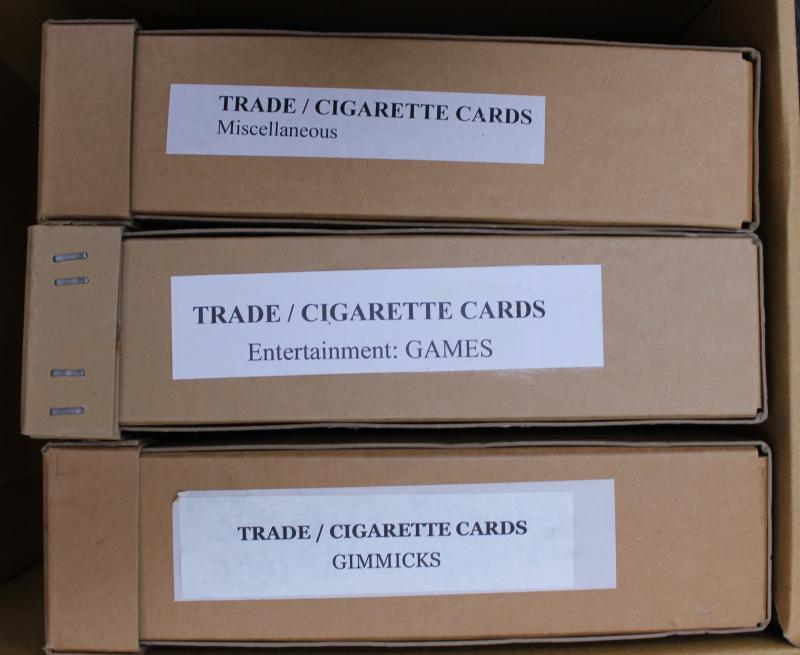 TRADE / CIGARETTE CARDS
Miscellaneous
TRADE / CIGARETTE CARDS
Entertainment: GAMES
TRADE / CIGARETTE CARDS
GIMMICKS